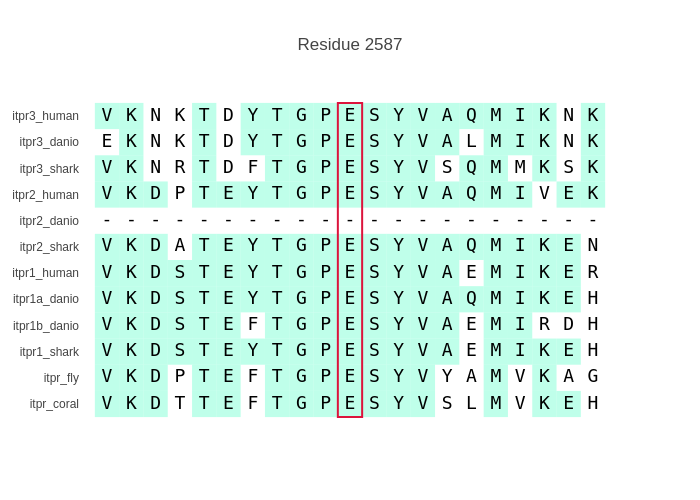 Residue 2587
itpr3_human V K N K T D Y T G P E S Y V A Q M I K N K
itpr3_danio E K N K T D Y T G P E S Y V A L M I K N K
itpr3_shark V K N R T D F T G P E S Y V S Q M M K S K
itpr2_human V K D P T E Y T G P E S Y V A Q M I V E K
itpr2_danio - - - - - - - - - - - - - - - - - - - - -
itpr2_shark V K D A T E Y T G P E S Y V A Q M I K E N
itpr1_human V K D S T E Y T G P E S Y V A E M I K E R
itpr1a_danio V K D S T E Y T G P E S Y V A Q M I K E H
itpr1b_danio V K D S T E F T G P E S Y V A E M I R D H
itpr1_shark V K D S T E Y T G P E S Y V A E M I K E H
itpr_fly V K D P T E F T G P E S Y V Y A M V K A G
itpr_coral V K D T T E F T G P E S Y V S L M V K E H